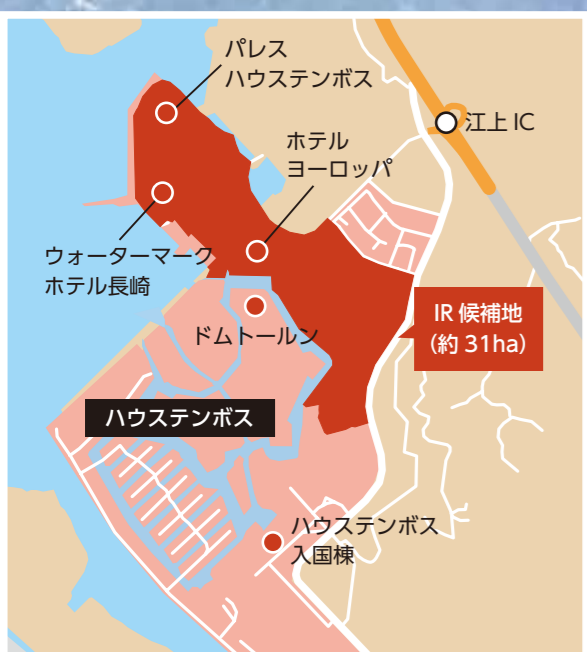 パレス
ハウステンボス
江上 IC
ホテル
ヨーロッパ
ウォーターマーク
ホテル長崎
IR 候補地
（約 31ha）
ドムトールン
ハウステンボス
ハウステンボス
入国棟